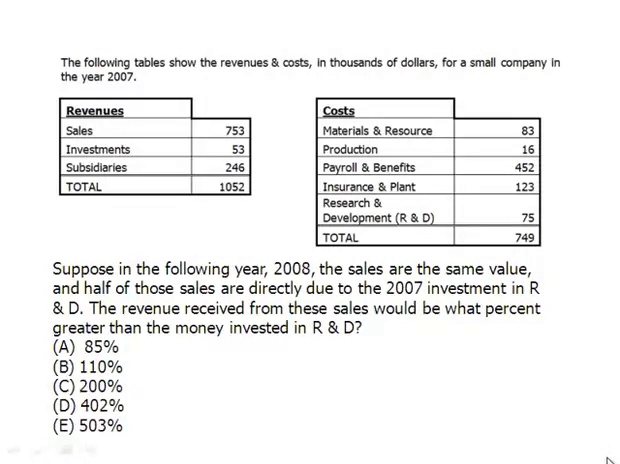 The following tables show the revenues & costs, in thousands of dollars, for a small company in
the year 2007.
Revenues
Sales 753
Investments 53
Subsidiaries 246
TOTAL 1052
Costs
Materials & Resource 83
Production 16
Payroll & Benefits 452
Insurance & Plant 123
Research &
Development (R & D) 75
TOTAL 749
Suppose in the following year, 2008, the sales are the same value,
and half of those sales are directly due to the 2007 investment in R
& D. The revenue received from these sales would be what percent
greater than the money invested in R & D?
(A) 85%
(B) 110%
(C) 200%
(D) 402%
(E) 503%